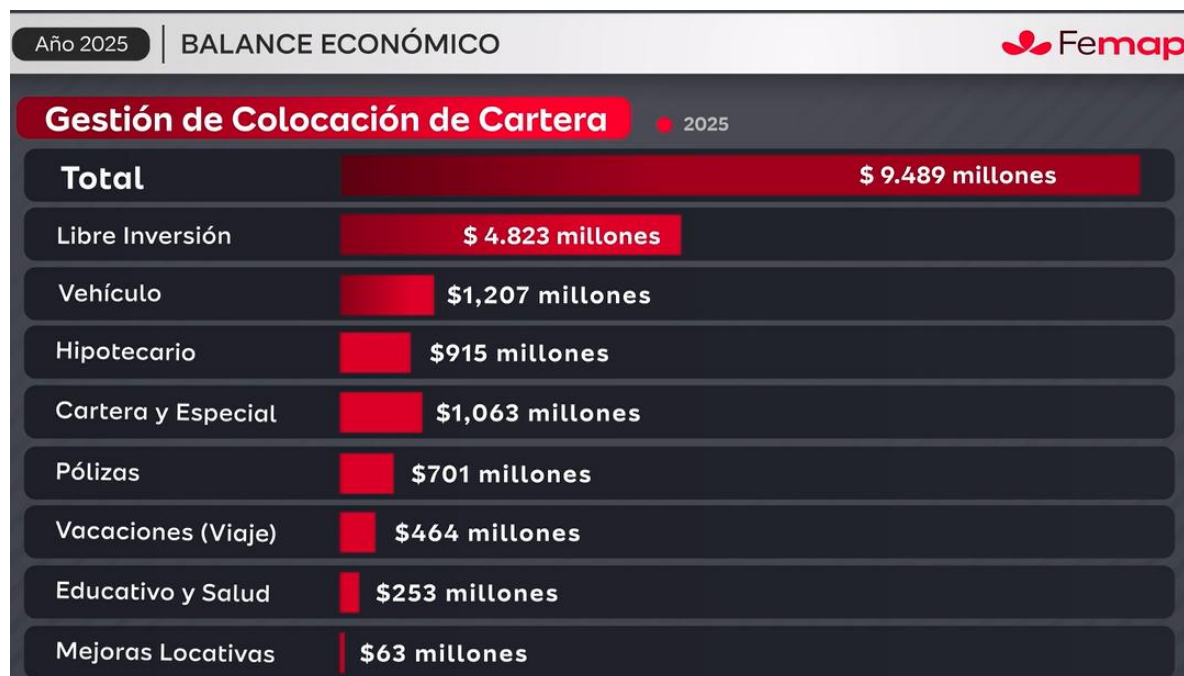 Año 2025 | BALANCE ECONÓMICO
Femap
Gestión de Colocación de Cartera
2025
Total $ 9.489 millones
Libre Inversión $ 4.823 millones
Vehículo $1,207 millones
Hipotecario $915 millones
Cartera y Especial $1,063 millones
Pólizas $701 millones
Vacaciones (Viaje) $464 millones
Educativo y Salud $253 millones
Mejoras Locativas $63 millones